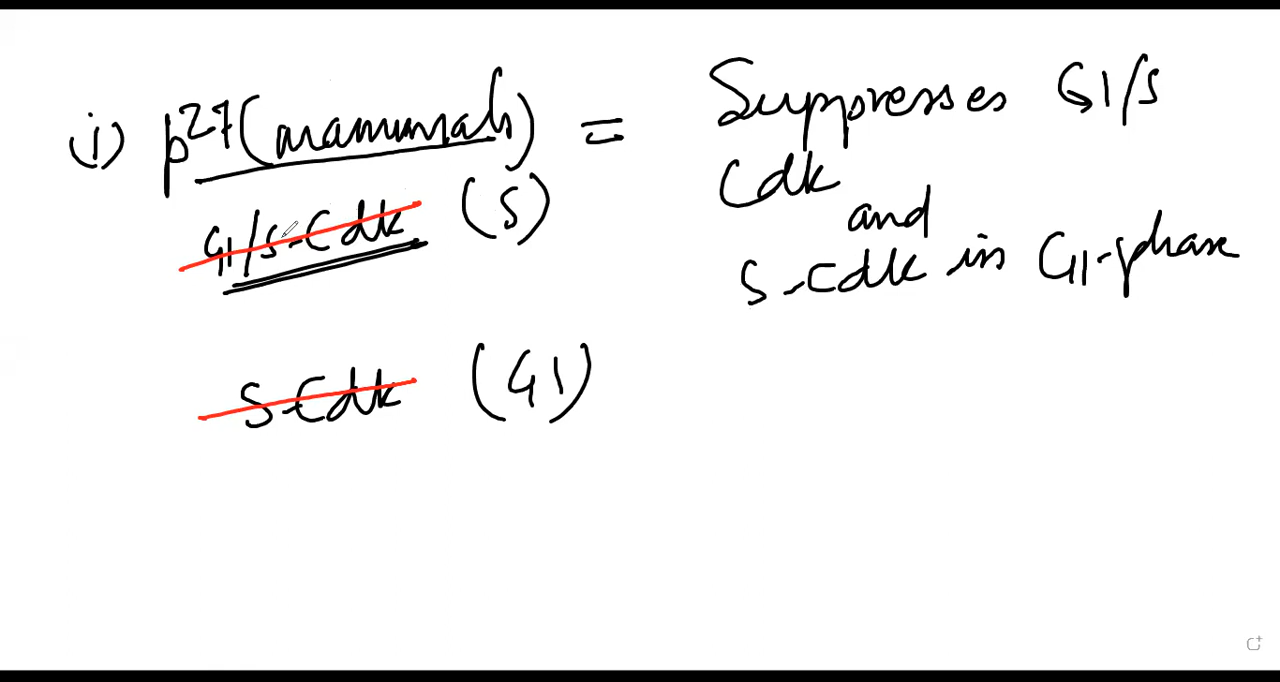 (i) p27 (mammals) = Suppresses G1/S
Cdk
and
S-Cdk in G1-phase
G1/S-Cdk (S)
S-Cdk (G1)